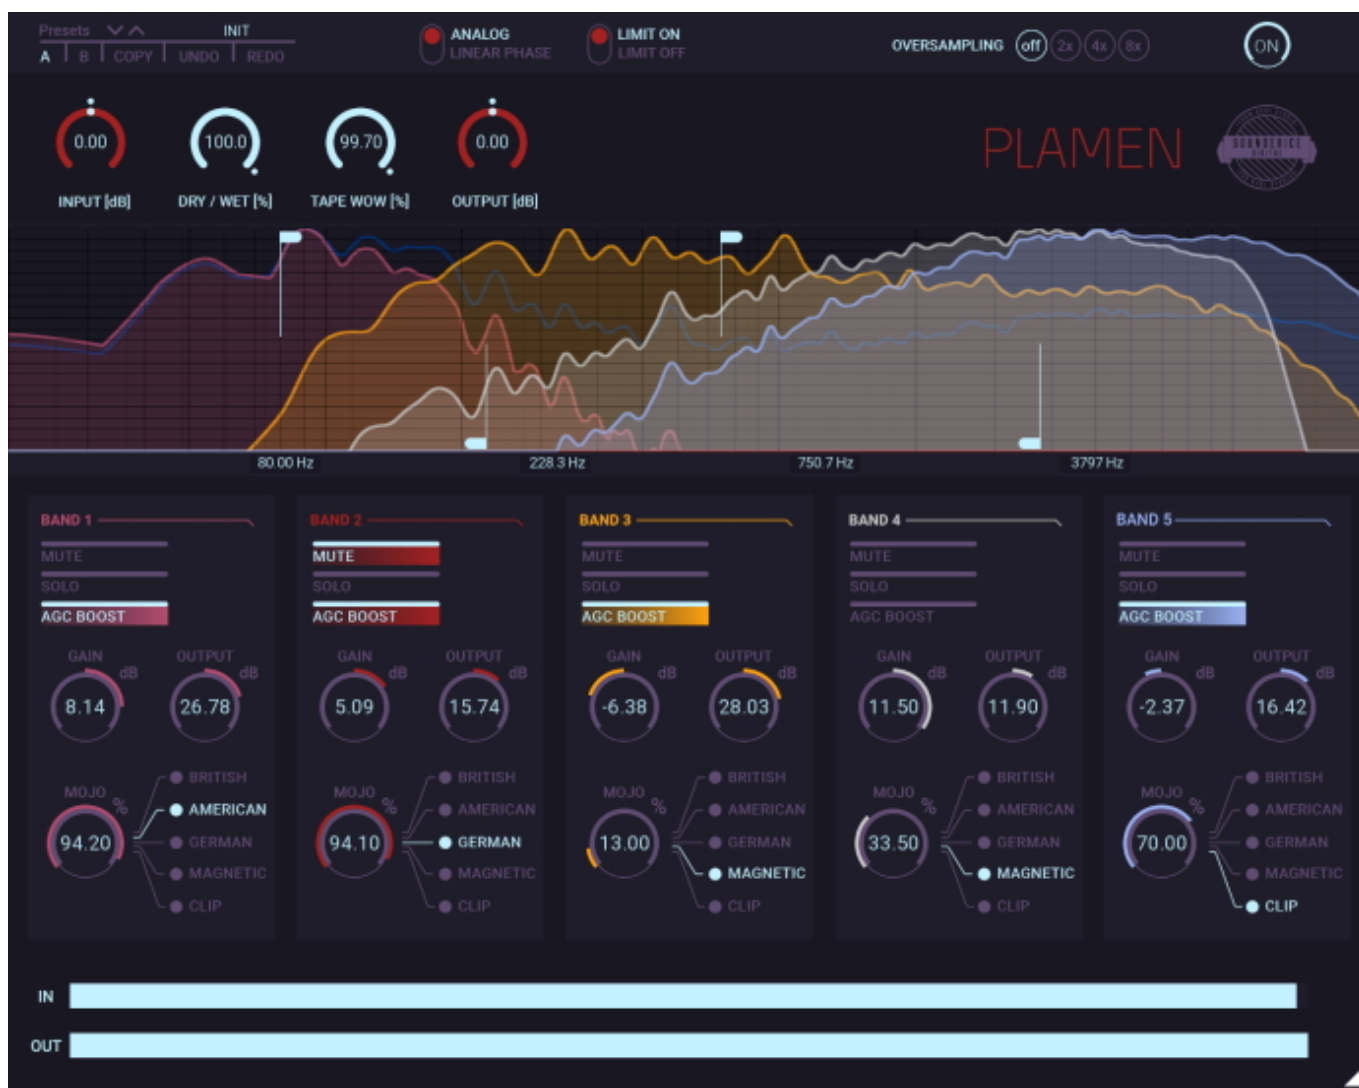 Presets INIT
A B COPY UNDO REDO
ANALOG
LINEAR PHASE
LIMIT ON
LIMIT OFF
OVERSAMPLING off 2x 4x 8x
ON
0.00 100.0 99.70 0.00
INPUT [dB] DRY / WET [%] TAPE WOW [%] OUTPUT [dB]
PLAMEN
SOUNDEVICE
DIGITAL
80.00 Hz 228.3 Hz 750.7 Hz 3797 Hz
BAND 1 BAND 2 BAND 3 BAND 4 BAND 5
MUTE MUTE MUTE MUTE MUTE
SOLO SOLO SOLO SOLO SOLO
AGC BOOST AGC BOOST AGC BOOST AGC BOOST AGC BOOST
GAIN OUTPUT GAIN OUTPUT GAIN OUTPUT GAIN OUTPUT GAIN OUTPUT
dB dB dB dB dB
8.14 26.78 5.09 15.74 -6.38 28.03 11.50 11.90 -2.37 16.42
BRITISH BRITISH BRITISH BRITISH BRITISH
MOJO % MOJO % MOJO % MOJO % MOJO %
AMERICAN AMERICAN AMERICAN AMERICAN AMERICAN
94.20 GERMAN 94.10 GERMAN 13.00 GERMAN 33.50 GERMAN 70.00 GERMAN
MAGNETIC MAGNETIC MAGNETIC MAGNETIC MAGNETIC
CLIP CLIP CLIP CLIP CLIP
IN
OUT